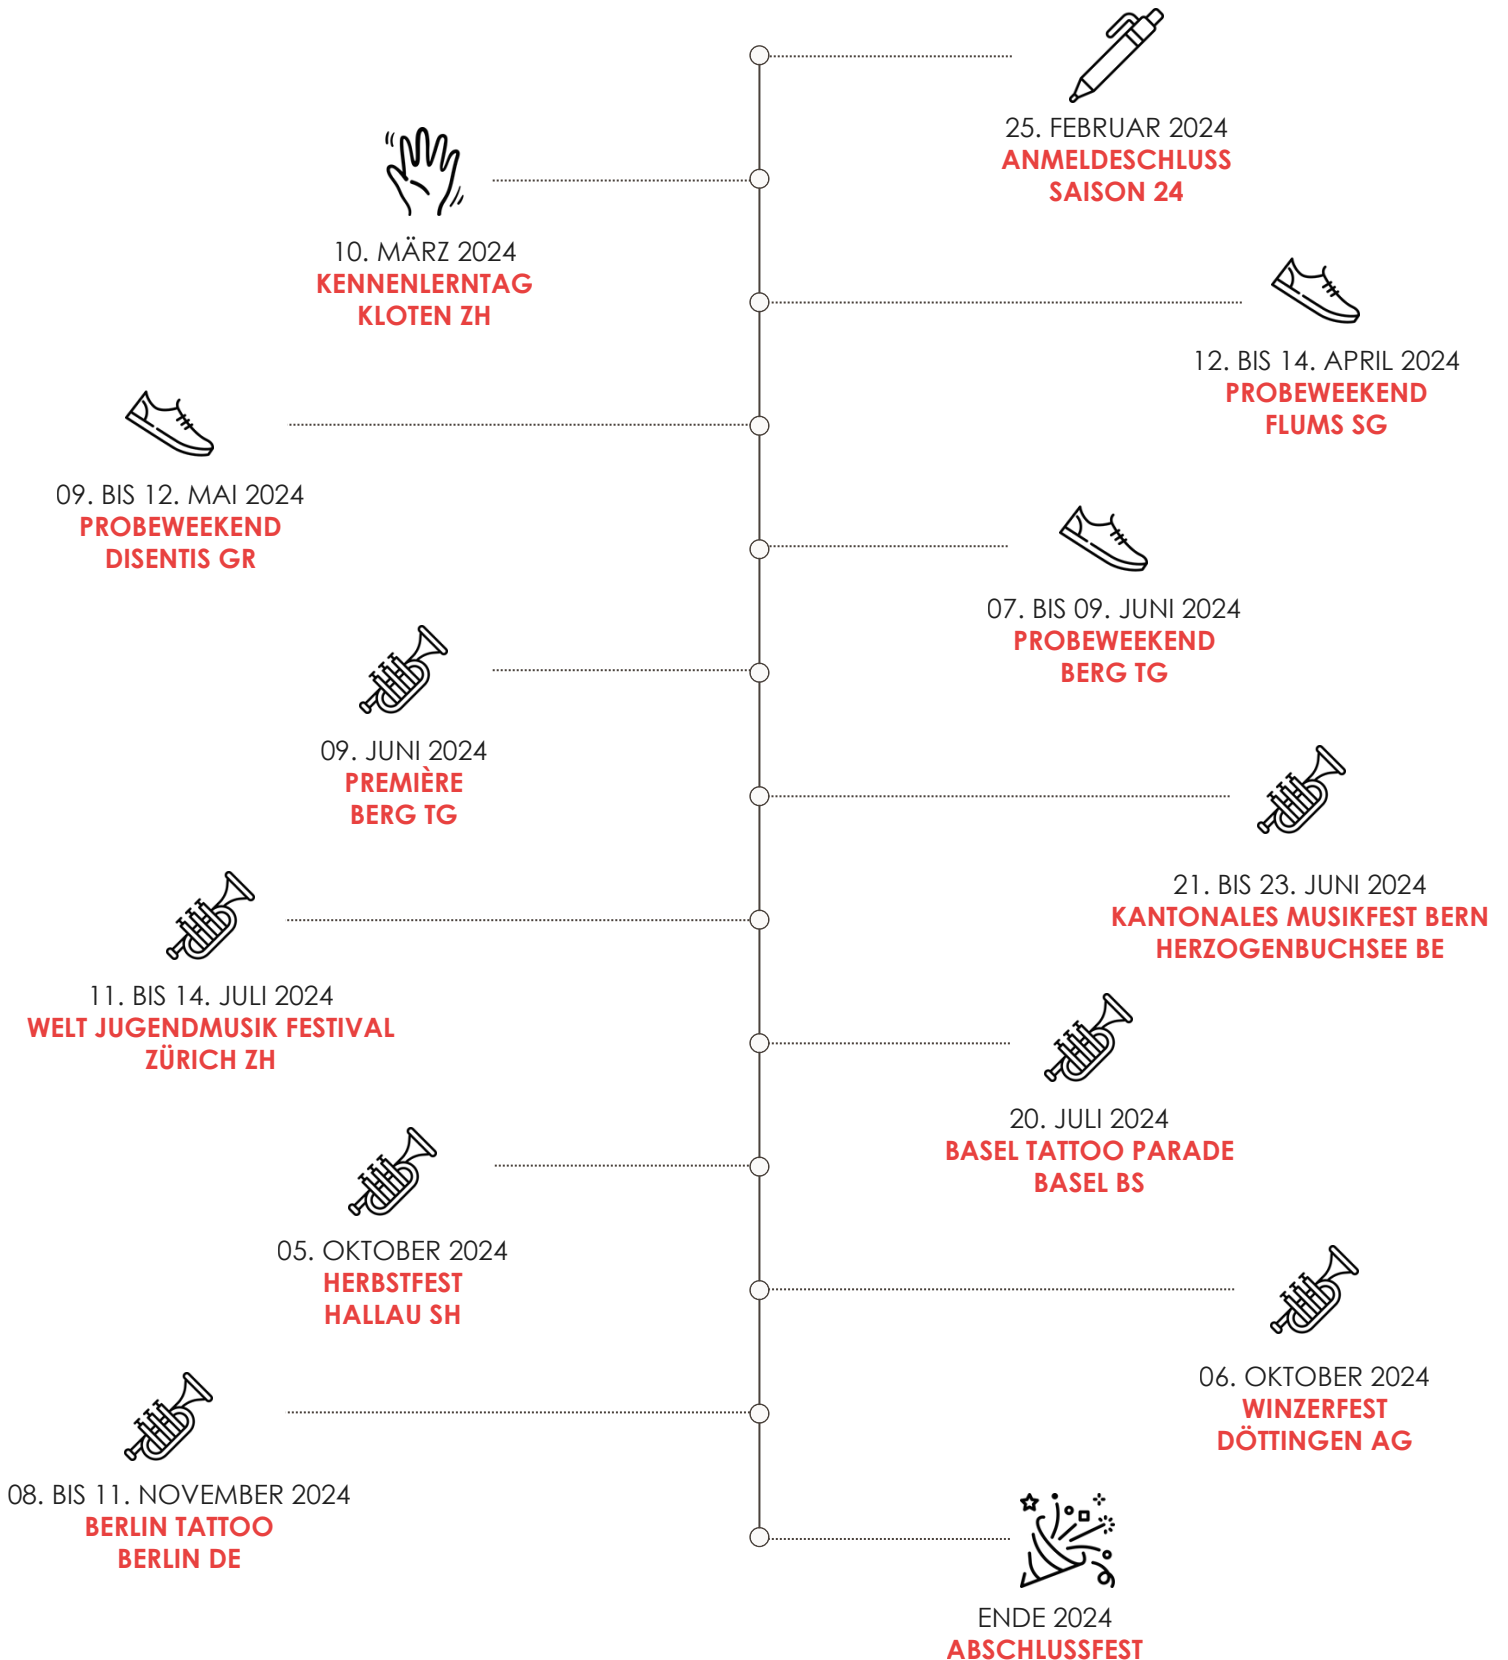 25. FEBRUAR 2024
ANMELDESCHLUSS
SAISON 24
10. MÄRZ 2024
KENNENLERNTAG
KLOTEN ZH
12. BIS 14. APRIL 2024
PROBEWEEKEND
FLUMS SG
09. BIS 12. MAI 2024
PROBEWEEKEND
DISENTIS GR
07. BIS 09. JUNI 2024
PROBEWEEKEND
BERG TG
09. JUNI 2024
PREMIÈRE
BERG TG
21. BIS 23. JUNI 2024
KANTONALES MUSIKFEST BERN
HERZOGENBUCHSEE BE
11. BIS 14. JULI 2024
WELT JUGENDMUSIK FESTIVAL
ZÜRICH ZH
20. JULI 2024
BASEL TATTOO PARADE
BASEL BS
05. OKTOBER 2024
HERBSTFEST
HALLAU SH
06. OKTOBER 2024
WINZERFEST
DÖTTINGEN AG
08. BIS 11. NOVEMBER 2024
BERLIN TATTOO
BERLIN DE
ENDE 2024
ABSCHLUSSFEST